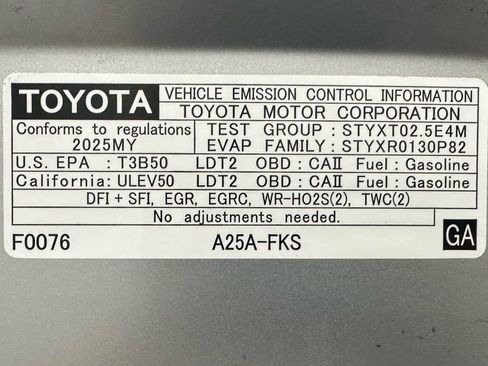 TOYOTA
VEHICLE EMISSION CONTROL INFORMATION
TOYOTA MOTOR CORPORATION
Conforms to regulations
2025MY
TEST GROUP : STYXT02.5E4M
EVAP FAMILY: STYXR0130P82
U.S. EPA : T3B50 LDT2 OBD : CAII Fuel : Gasoline
California: ULEV50 LDT2 OBD : CAII Fuel : Gasoline
DFI + SFI, EGR, EGRC, WR-HO2S(2), TWC(2)
No adjustments needed.
F0076 A25A-FKS GA